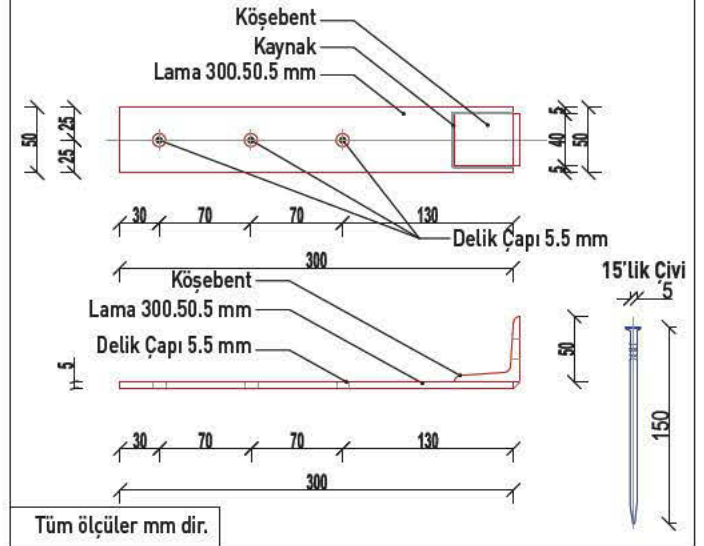 Köşebent
Kaynak
Lama 300.50.5 mm
50
25
25
5
40
5
50
30 70 70 130
Delik Çapı 5.5 mm
300
Köşebent
Lama 300.50.5 mm
Delik Çapı 5.5 mm
5
50
15'lik Çivi
5
150
30 70 70 130
300
Tüm ölçüler mm dir.